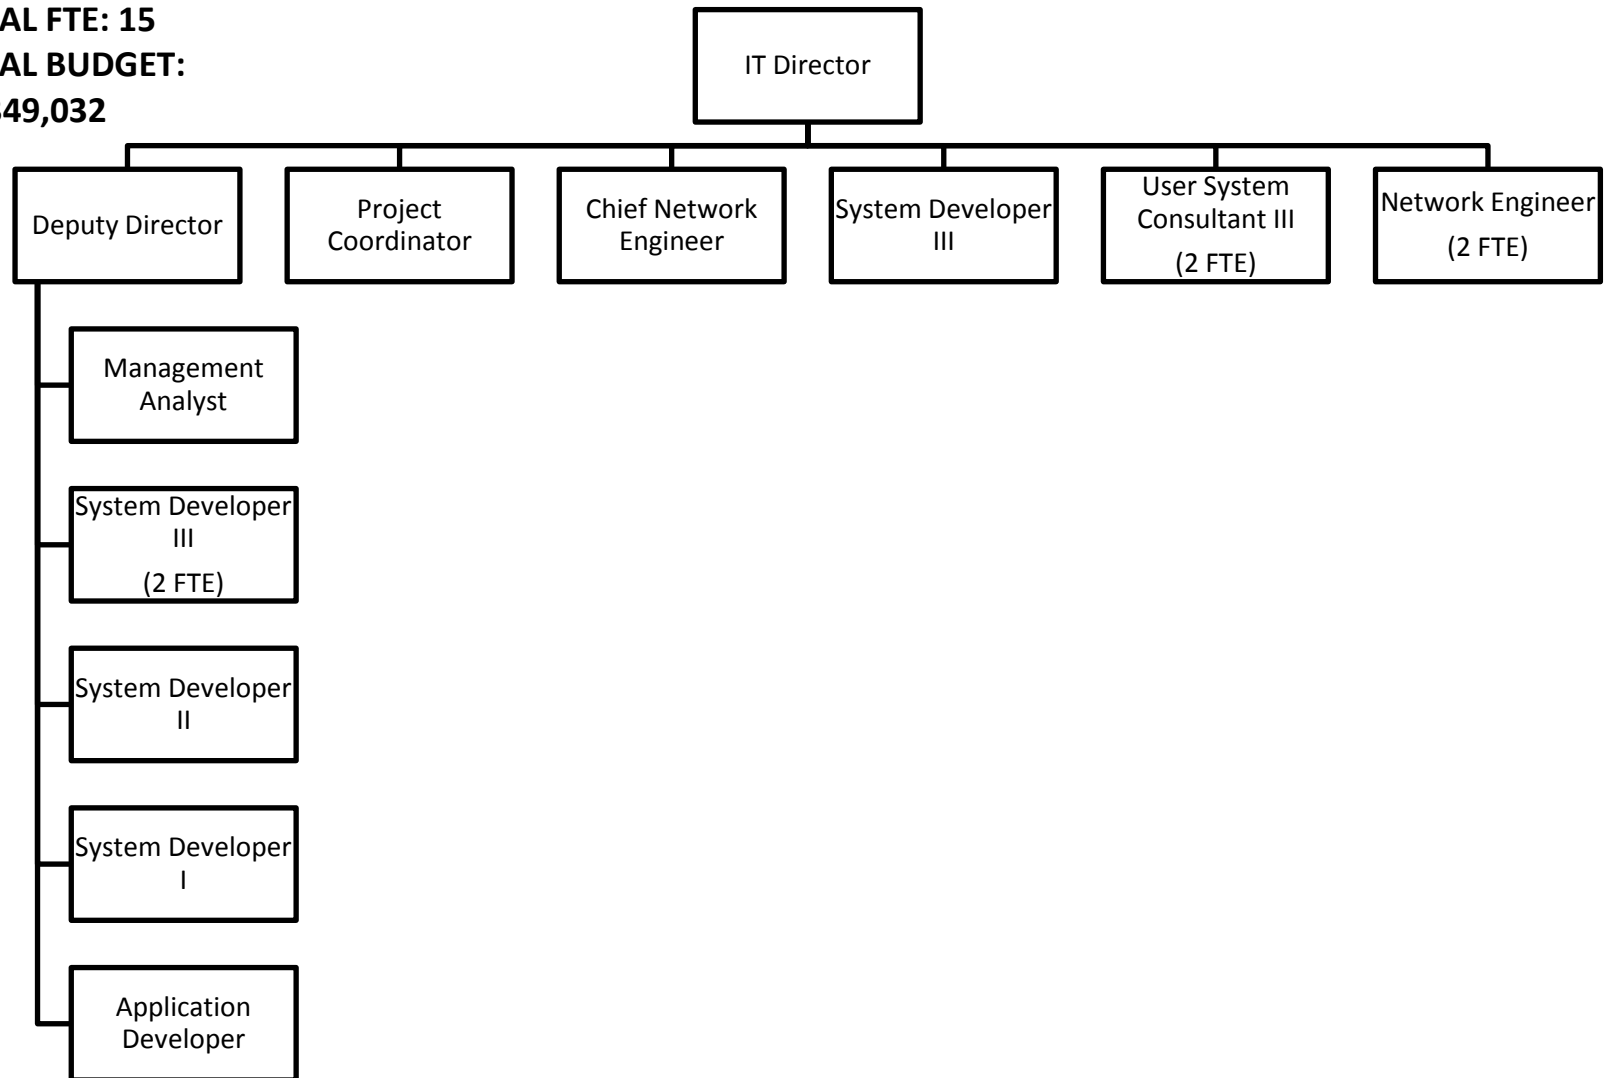 AL FTE: 15
AL BUDGET:
49,032
IT Director
Deputy Director
Project
Coordinator
Chief Network
Engineer
System Developer
III
User System
Consultant III
(2 FTE)
Network Engineer
(2 FTE)
Management
Analyst
System Developer
III
(2 FTE)
System Developer
II
System Developer
I
Application
Developer